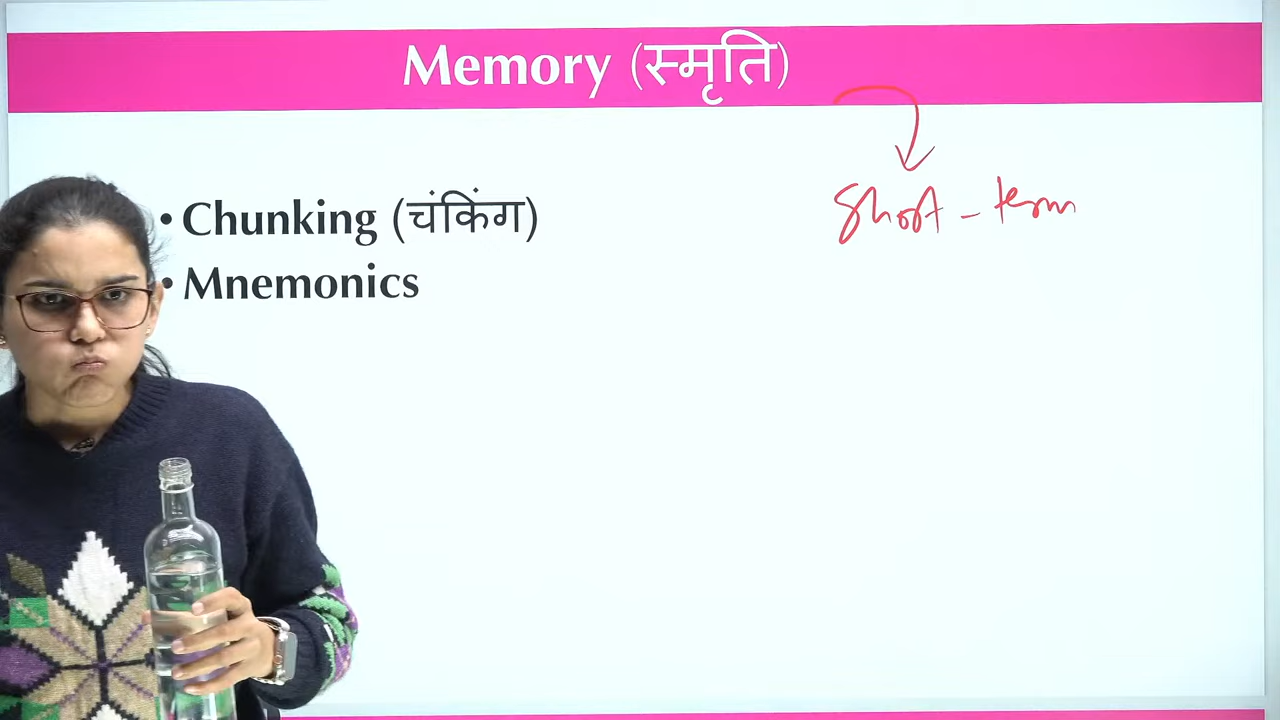 Memory (स्मृति)
short-term
• Chunking (चंकिंग)
• Mnemonics